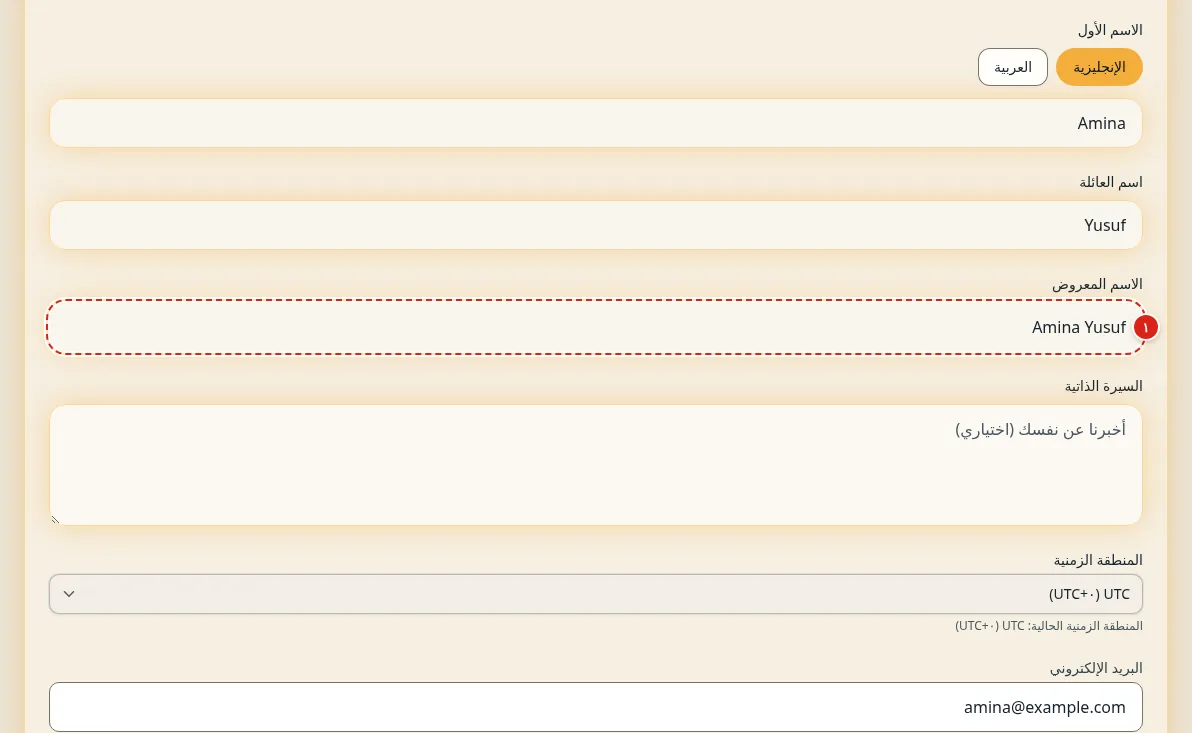 الاسم الأول
الإنجليزية العربية
Amina
اسم العائلة
Yusuf
الاسم المعروض
١ Amina Yusuf
السيرة الذاتية
أخبرنا عن نفسك (اختياري)
المنطقة الزمنية
UTC (UTC+٠)
المنطقة الزمنية الحالية: UTC (UTC+٠)
البريد الإلكتروني
amina@example.com